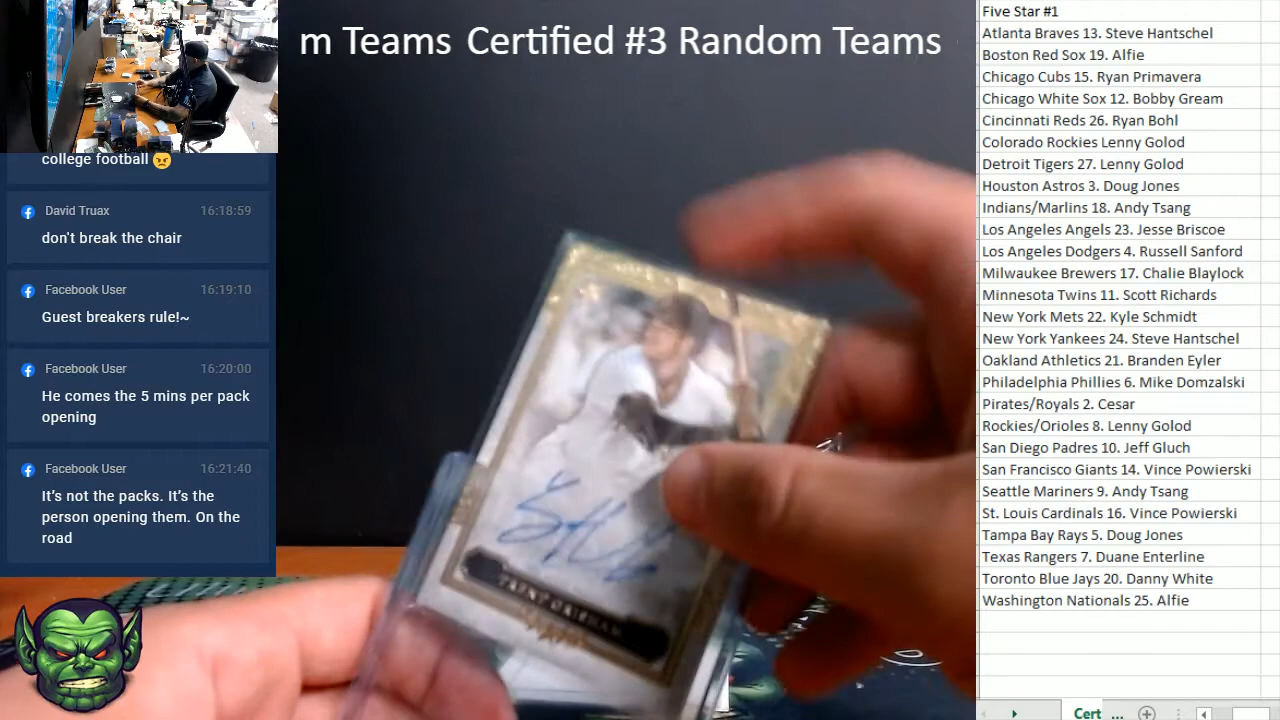 m Teams Certified #3 Random Teams
college football 😠
David Truax 16:18:59
don't break the chair
Facebook User 16:19:10
Guest breakers rule!~
Facebook User 16:20:00
He comes the 5 mins per pack
opening
Facebook User 16:21:40
It's not the packs. It's the
person opening them. On the
road
TRENT GRISHAM
Five Star #1
Atlanta Braves 13. Steve Hantschel
Boston Red Sox 19. Alfie
Chicago Cubs 15. Ryan Primavera
Chicago White Sox 12. Bobby Gream
Cincinnati Reds 26. Ryan Bohl
Colorado Rockies Lenny Golod
Detroit Tigers 27. Lenny Golod
Houston Astros 3. Doug Jones
Indians/Marlins 18. Andy Tsang
Los Angeles Angels 23. Jesse Briscoe
Los Angeles Dodgers 4. Russell Sanford
Milwaukee Brewers 17. Chalie Blaylock
Minnesota Twins 11. Scott Richards
New York Mets 22. Kyle Schmidt
New York Yankees 24. Steve Hantschel
Oakland Athletics 21. Branden Eyler
Philadelphia Phillies 6. Mike Domzalski
Pirates/Royals 2. Cesar
Rockies/Orioles 8. Lenny Golod
San Diego Padres 10. Jeff Gluch
San Francisco Giants 14. Vince Powierski
Seattle Mariners 9. Andy Tsang
St. Louis Cardinals 16. Vince Powierski
Tampa Bay Rays 5. Doug Jones
Texas Rangers 7. Duane Enterline
Toronto Blue Jays 20. Danny White
Washington Nationals 25. Alfie
Cert ...